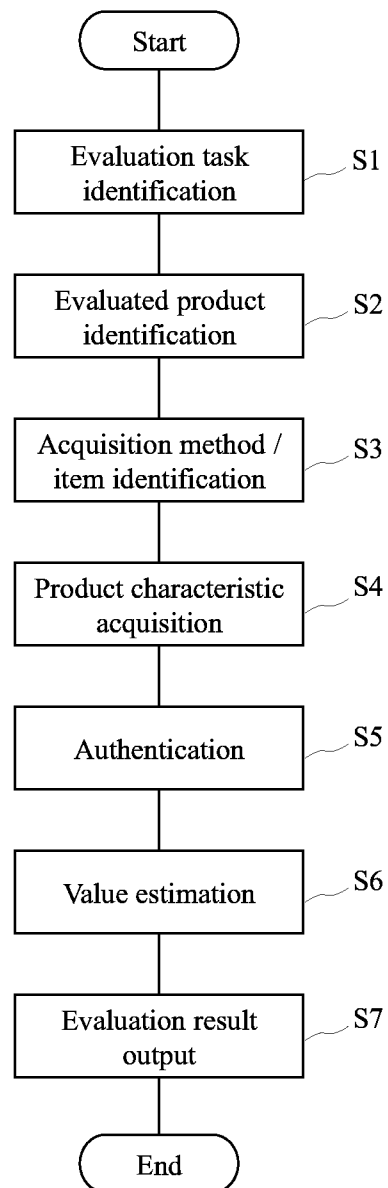 Start
Evaluation task
identification
S1
Evaluated product
identification
S2
Acquisition method /
item identification
S3
Product characteristic
acquisition
S4
Authentication
S5
Value estimation
S6
Evaluation result
output
S7
End